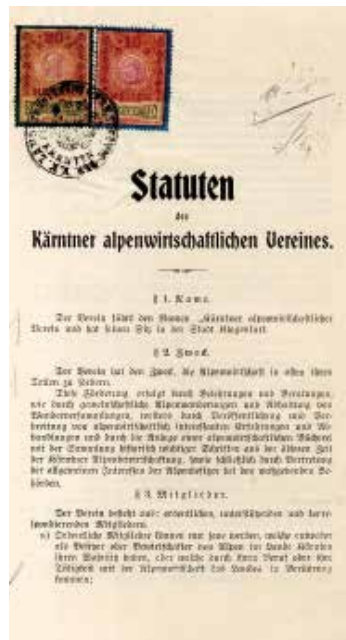 Statuten
des
Kärntner alpenwirtschaftlichen Vereines.
§ 1. Name.
Der Verein führt den Namen „Kärntner alpenwirtschaftlicher
Verein und hat seinen Sitz in der Stadt Klagenfurt.
§ 2. Zweck.
Der Verein hat den Zweck, die Alpenwirtschaft in allen ihren
Teilen zu fördern.
Diese Förderung erfolgt durch Belehrungen und Beratungen,
wie durch gemeinschaftliche Alpenwanderungen und Abhaltung von
Wanderversammlungen, weiters durch Veröffentlichung und Ver-
breitung von alpenwirtschaftlich interessanten Erfahrungen und Ab-
handlungen und durch die Anlage einer alpenwirtschaftlichen Bücherei
mit der Sammlung historisch wichtiger Schriften aus der älteren Zeit
der Kärntner Alpenbewirtschaftung, sowie schließlich durch Vertretung
der allgemeinen Interessen der Alpenbesitzer bei den maßgebenden Be-
hörden.
§ 3. Mitglieder.
Der Verein besteht aus: ordentlichen, unterstützenden und korre-
spondierenden Mitgliedern.
a) Ordentliche Mitglieder können nur jene werden, welche entweder
als Besitzer oder Bewirtschafter von Alpen im Lande Kärnten
ihren Wohnsitz haben, oder welche durch ihren Beruf oder ihre
Tätigkeit mit der Alpenwirtschaft des Landes in Berührung
kommen;